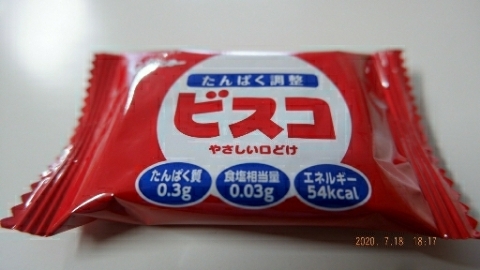 たんぱく調整
ビスコ
やさしい口どけ
たんぱく質
0.3g
食塩相当量
0.03g
エネルギー
54kcal
2020. 7.18 18:17